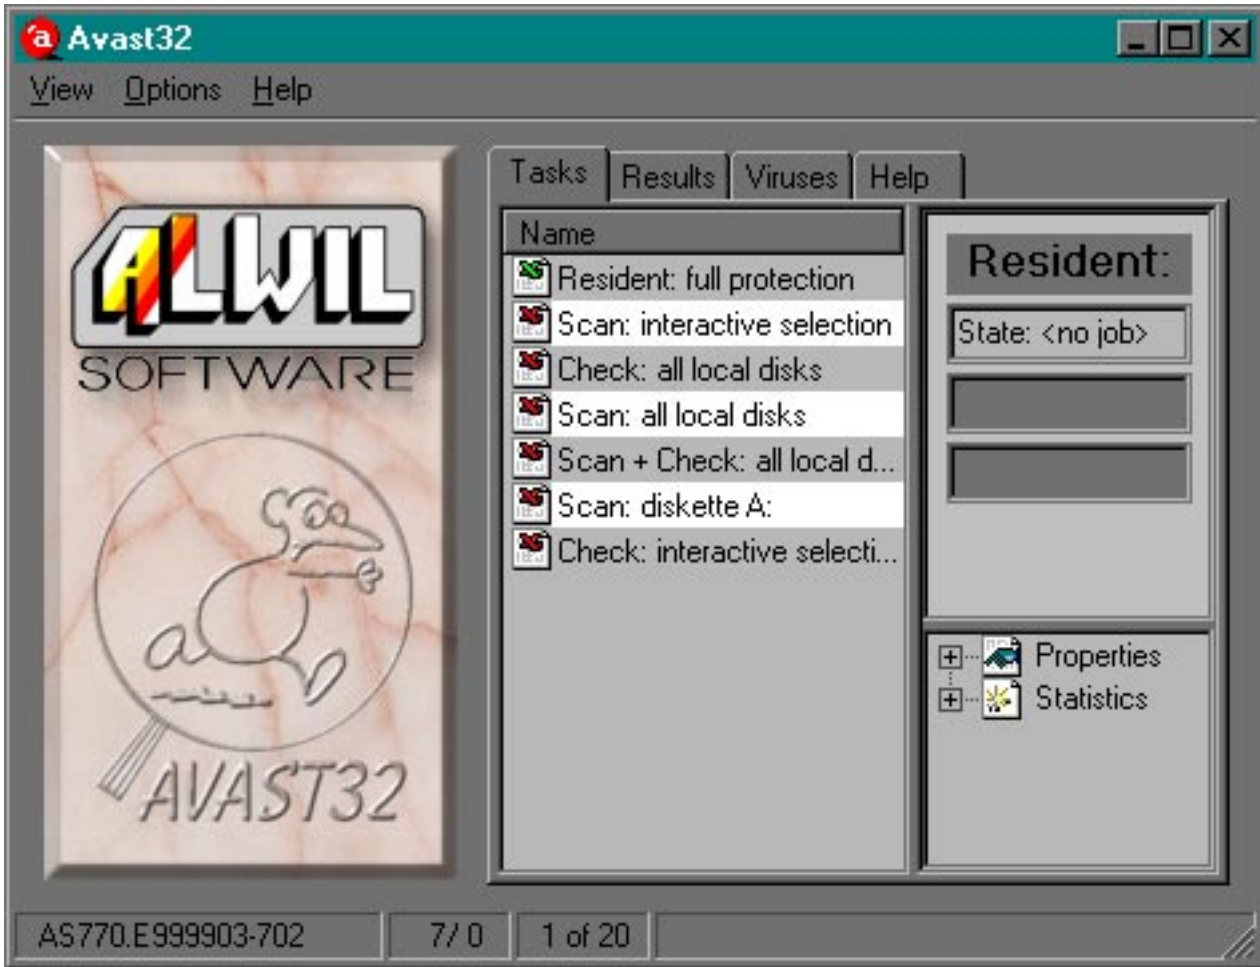 Avast32
View Options Help
ALWIL
SOFTWARE
AVAST32
Tasks Results Viruses Help
Name
Resident: full protection
Scan: interactive selection
Check: all local disks
Scan: all local disks
Scan + Check: all local d...
Scan: diskette A:
Check: interactive selecti...
Resident:
State: <no job>
Properties
Statistics
AS770.E999903-702 7/ 0 1 of 20